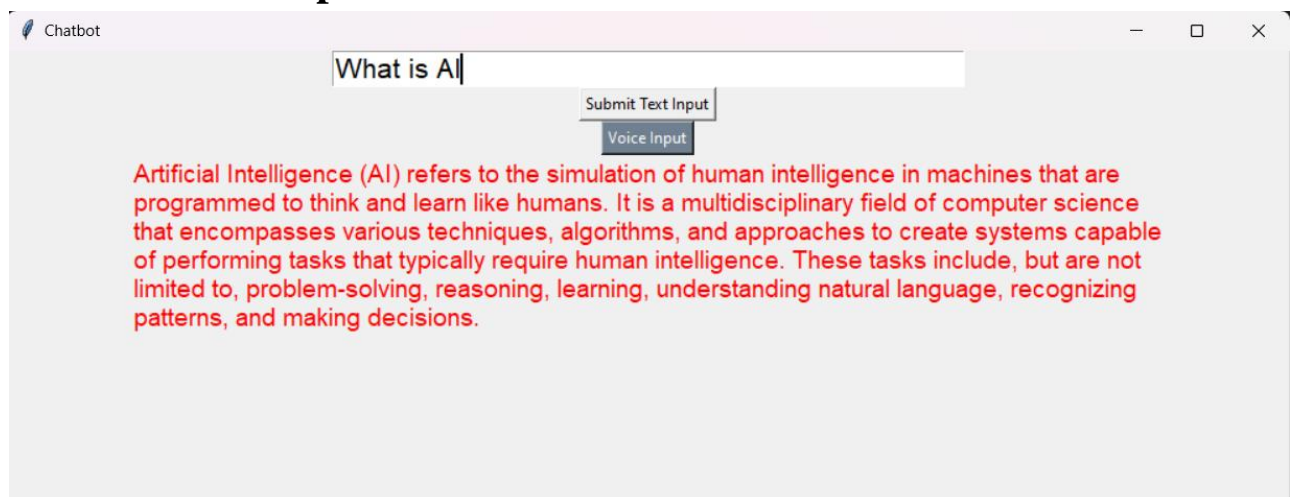 Chatbot
What is AI
Submit Text Input
Voice Input
Artificial Intelligence (AI) refers to the simulation of human intelligence in machines that are
programmed to think and learn like humans. It is a multidisciplinary field of computer science
that encompasses various techniques, algorithms, and approaches to create systems capable
of performing tasks that typically require human intelligence. These tasks include, but are not
limited to, problem-solving, reasoning, learning, understanding natural language, recognizing
patterns, and making decisions.